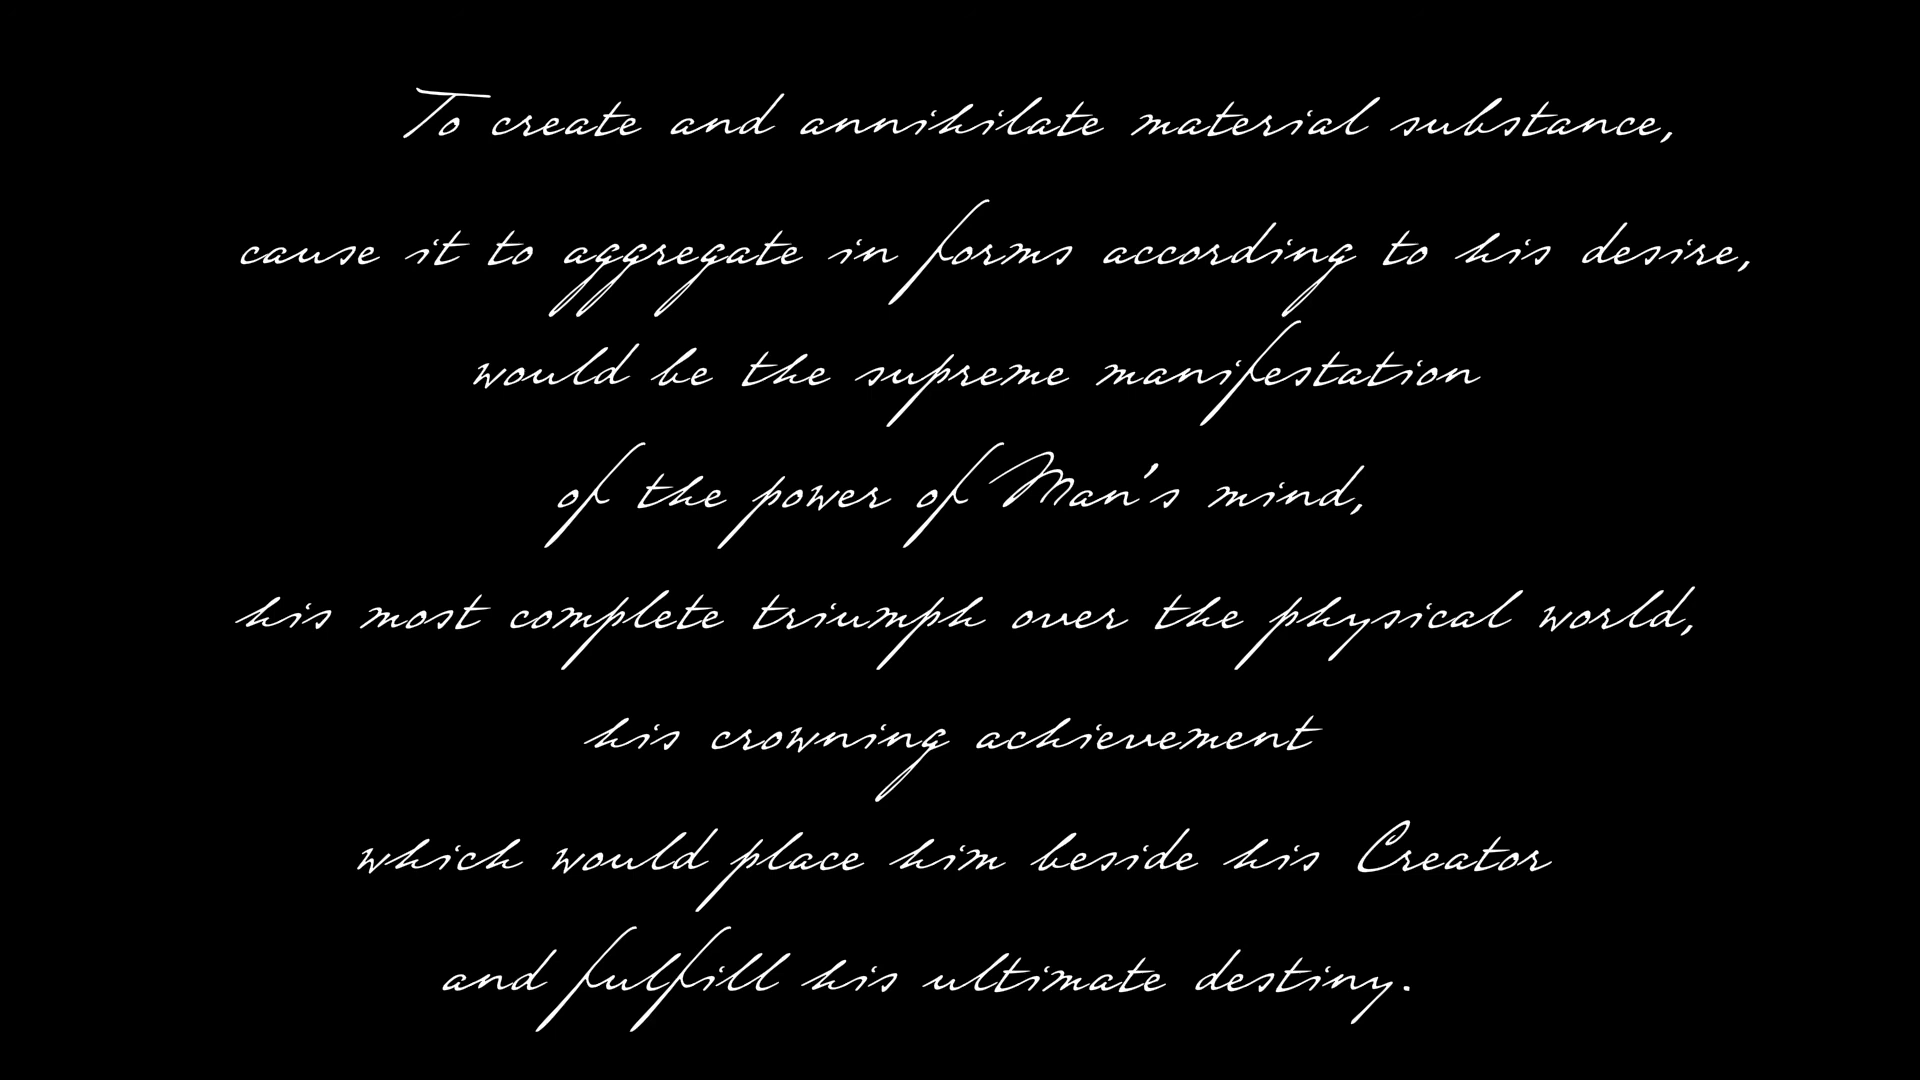 To create and annihilate material substance,
cause it to aggregate in forms according to his desire,
would be the supreme manifestation
of the power of Man's mind,
his most complete triumph over the physical world,
his crowning achievement
which would place him beside his Creator
and fulfill his ultimate destiny.